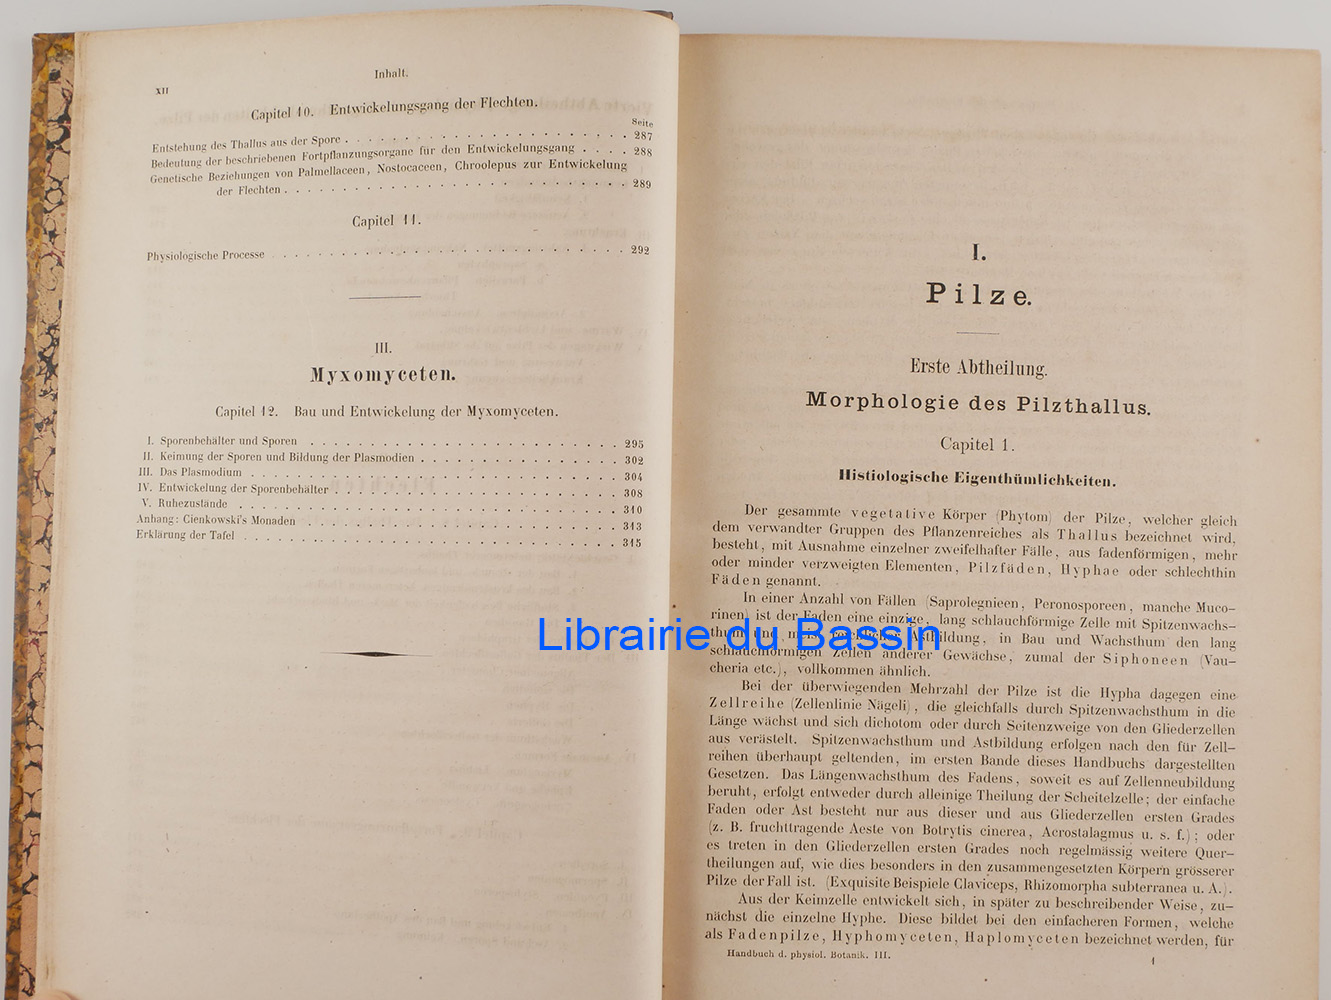 XII
Inhalt.
Capitel 10. Entwickelungsgang der Flechten.
Seite
Entstehung des Thallus aus der Spore . . . . . . . . . . . . . . . . 287
Bedeutung der beschriebenen Fortpflanzungsorgane für den Entwickelungsgang . . . . 288
Genetische Beziehungen von Palmellaceen, Nostocaceen, Chroolepus zur Entwickelung
der Flechten . . . . . . . . . . . . . . . . . . . . 289
Capitel 11.
Physiologische Processe . . . . . . . . . . . . . . . . . . . . 292
III.
Myxomyceten.
Capitel 12. Bau und Entwickelung der Myxomyceten.
I. Sporenbehälter und Sporen . . . . . . . . . . . . . . . . 295
II. Keimung der Sporen und Bildung der Plasmodien . . . . . . . . . . . 302
III. Das Plasmodium . . . . . . . . . . . . . . . . . . . 304
IV. Entwickelung der Sporenbehälter . . . . . . . . . . . . . . . 308
V. Ruhezustände . . . . . . . . . . . . . . . . . . . . 310
Anhang: Cienkowski's Monaden . . . . . . . . . . . . . . . . 313
Erklärung der Tafel . . . . . . . . . . . . . . . . . . . 315
I.
Pilze.
Erste Abtheilung.
Morphologie des Pilzthallus.
Capitel 1.
Histiologische Eigenthümlichkeiten.
Der gesammte vegetative Körper (Phytom) der Pilze, welcher gleich
dem verwandter Gruppen des Pflanzenreiches als Thallus bezeichnet wird,
besteht, mit Ausnahme einzelner zweifelhafter Fälle, aus fadenförmigen, mehr
oder minder verzweigten Elementen, Pilzfäden, Hyphae oder schlechthin
Fäden genannt.
In einer Anzahl von Fällen (Saprolegnieen, Peronosporeen, manche Muco-
rinen) ist der Faden eine einzige, lang schlauchförmige Zelle mit Spitzenwachs-
thum und meist reichlicher Astbildung, in Bau und Wachsthum den lang
schlauchförmigen Zellen anderer Gewächse, zumal der Siphoneen (Vau-
cheria etc.), vollkommen ähnlich.
Bei der überwiegenden Mehrzahl der Pilze ist die Hypha dagegen eine
Zellreihe (Zellenlinie Nägeli), die gleichfalls durch Spitzenwachsthum in die
Länge wächst und sich dichotom oder durch Seitenzweige von den Gliederzellen
aus verästelt. Spitzenwachsthum und Astbildung erfolgen nach den für Zell-
reihen überhaupt geltenden, im ersten Bande dieses Handbuchs dargestellten
Gesetzen. Das Längenwachsthum des Fadens, soweit es auf Zellenneubildung
beruht, erfolgt entweder durch alleinige Theilung der Scheitelzelle; der einfache
Faden oder Ast besteht nur aus dieser und aus Gliederzellen ersten Grades
(z. B. fruchttragende Aeste von Botrytis cinerea, Acrostalagmus u. s. f.); oder
es treten in den Gliederzellen ersten Grades noch regelmässig weitere Quer-
theilungen auf, wie dies besonders in den zusammengesetzten Körpern grösserer
Pilze der Fall ist. (Exquisite Beispiele Claviceps, Rhizomorpha subterranea u. A.).
Aus der Keimzelle entwickelt sich, in später zu beschreibender Weise, zu-
nächst die einzelne Hyphe. Diese bildet bei den einfacheren Formen, welche
als Fadenpilze, Hyphomyceten, Haplomyceten bezeichnet werden, für
Handbuch d. physiol. Botanik. III.
1
Librairie du Bassin